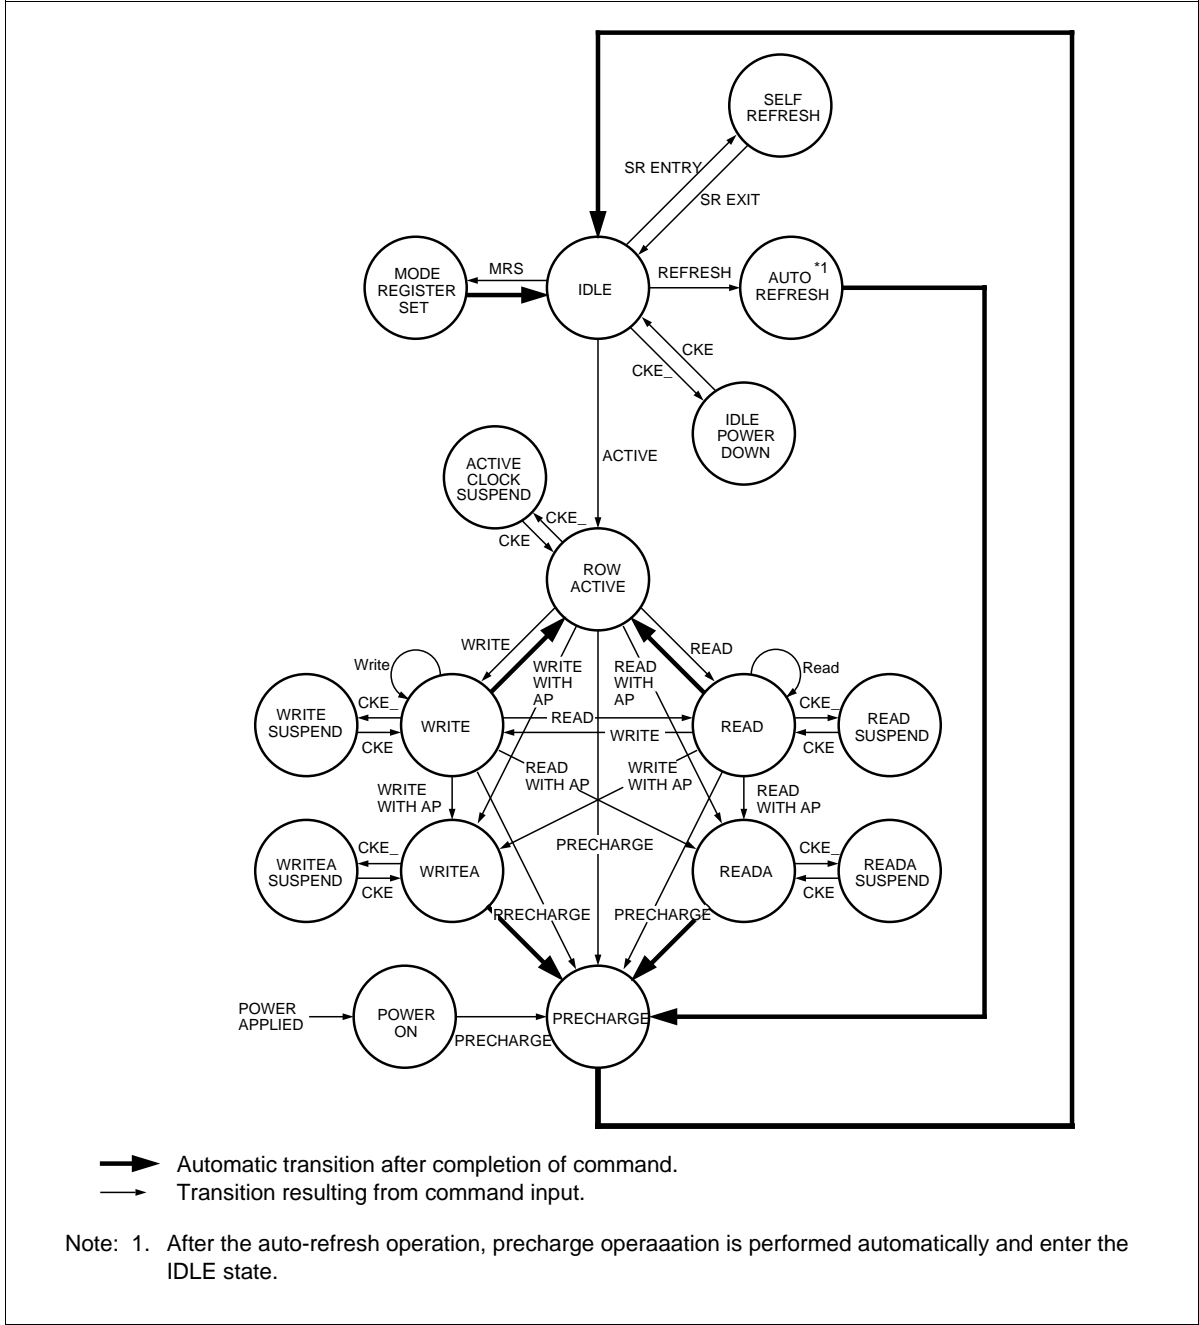 SELF
REFRESH
SR ENTRY
SR EXIT
MODE
REGISTER
SET
MRS
IDLE
REFRESH
AUTO *1
REFRESH
CKE
CKE_
IDLE
POWER
DOWN
ACTIVE
ACTIVE
CLOCK
SUSPEND
CKE_
CKE
ROW
ACTIVE
WRITE
READ
Write
WRITE
WITH
AP
READ
WITH
AP
Read
WRITE
SUSPEND
CKE_
CKE
WRITE
READ
WRITE
READ
CKE_
CKE
READ
SUSPEND
WRITE
WITH AP
READ
WITH AP
WRITE
WITH AP
READ
WITH AP
WRITEA
SUSPEND
CKE_
CKE
WRITEA
PRECHARGE
READA
CKE_
CKE
READA
SUSPEND
PRECHARGE
PRECHARGE
POWER
APPLIED
POWER
ON
PRECHARGE
PRECHARGE
Automatic transition after completion of command.
Transition resulting from command input.
Note: 1. After the auto-refresh operation, precharge operaaation is performed automatically and enter the
IDLE state.